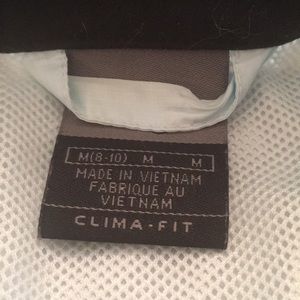 M(8-10) M M
MADE IN VIETNAM
FABRIQUE AU
VIETNAM
CLIMA-FIT